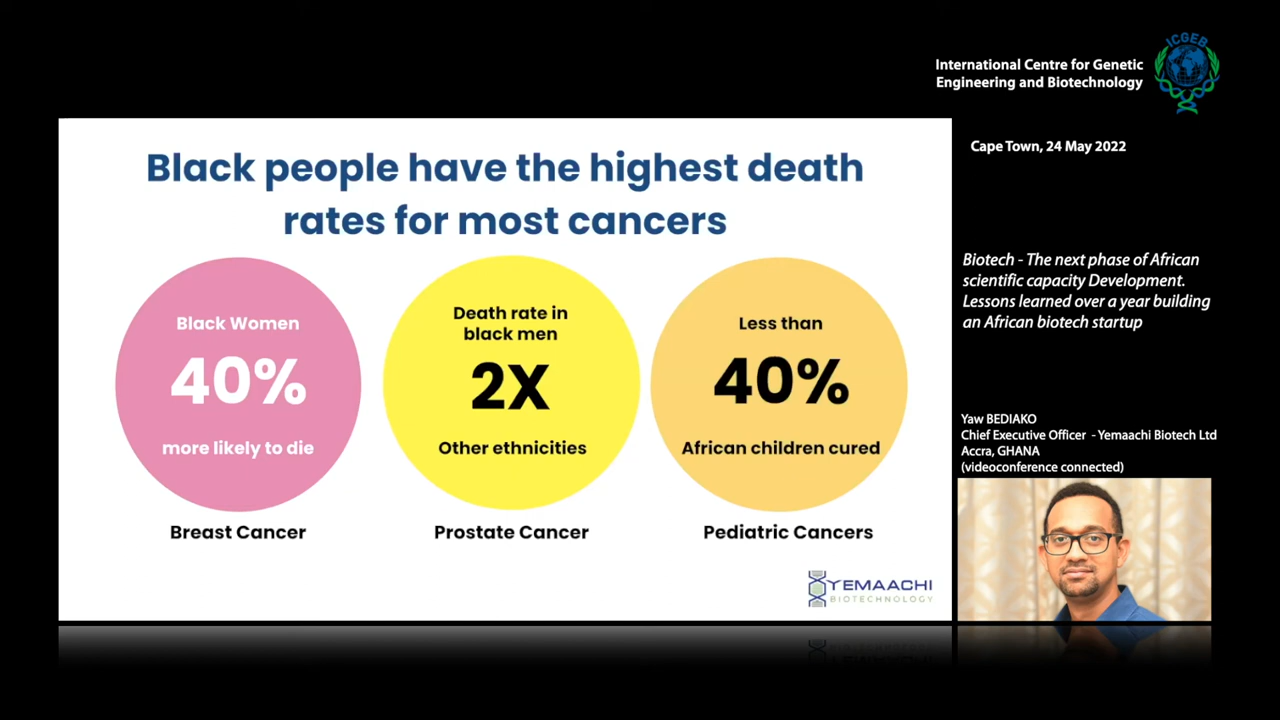 ICGEB
International Centre for Genetic
Engineering and Biotechnology
Cape Town, 24 May 2022
Black people have the highest death
rates for most cancers
Black Women
40%
more likely to die
Breast Cancer
Death rate in
black men
2X
Other ethnicities
Prostate Cancer
Less than
40%
African children cured
Pediatric Cancers
YEMAACHI
BIOTECHNOLOGY
Biotech - The next phase of African
scientific capacity Development.
Lessons learned over a year building
an African biotech startup
Yaw BEDIAKO
Chief Executive Officer - Yemaachi Biotech Ltd
Accra, GHANA
(videoconference connected)